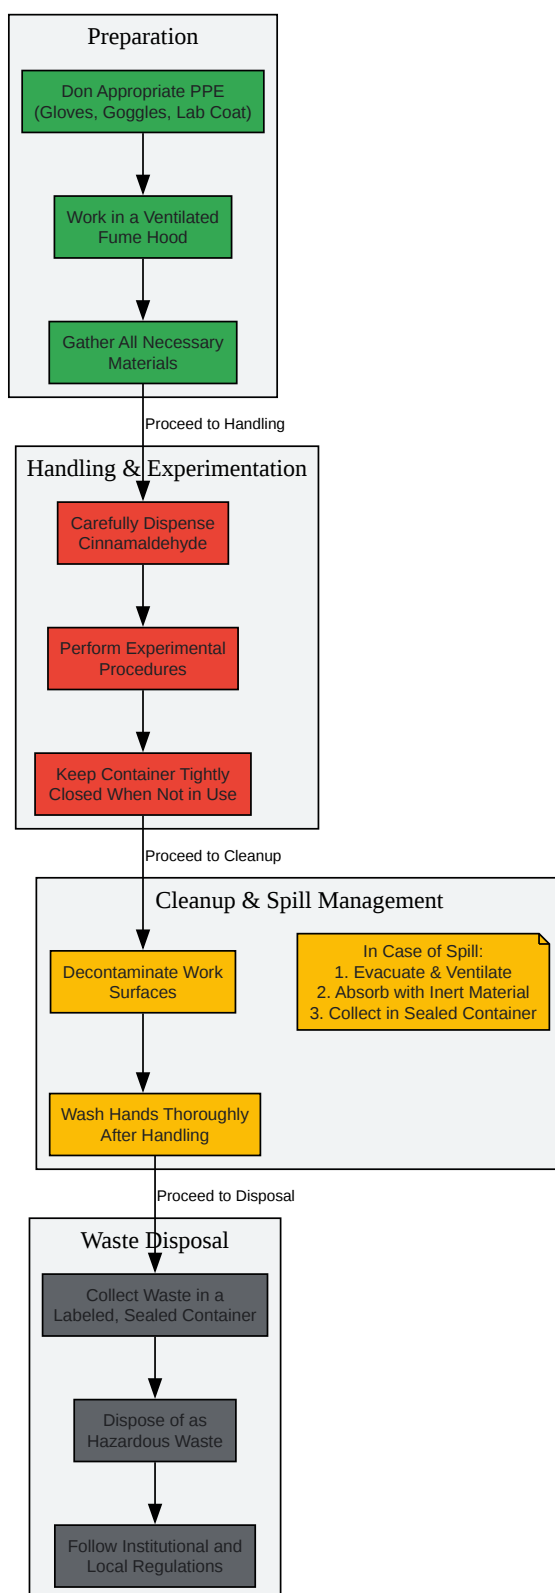 Preparation
Don Appropriate PPE
(Gloves, Goggles, Lab Coat)
Work in a Ventilated
Fume Hood
Gather All Necessary
Materials
Proceed to Handling
Handling & Experimentation
Carefully Dispense
Cinnamaldehyde
Perform Experimental
Procedures
Keep Container Tightly
Closed When Not in Use
Proceed to Cleanup
Cleanup & Spill Management
Decontaminate Work
Surfaces
In Case of Spill:
1. Evacuate & Ventilate
2. Absorb with Inert Material
3. Collect in Sealed Container
Wash Hands Thoroughly
After Handling
Proceed to Disposal
Waste Disposal
Collect Waste in a
Labeled, Sealed Container
Dispose of as
Hazardous Waste
Follow Institutional and
Local Regulations